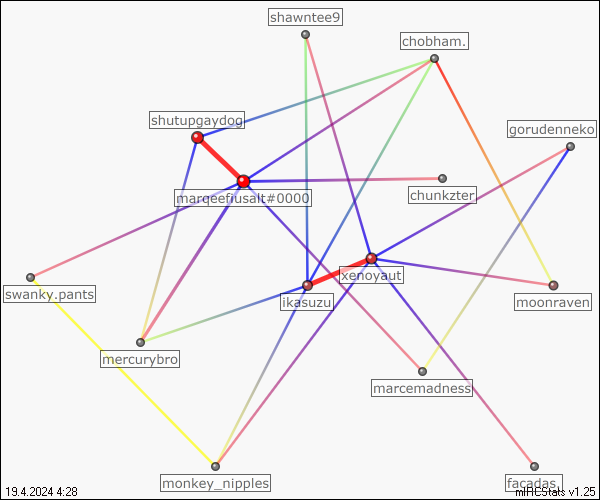 shawntee9
chobham.
shutupgaydog
gorudenneko
marqeefiusalt#0000
chunkzter
xenoyaut
swanky.pants
ikasuzu
moonraven
mercurybro
marcemadness
monkey_nipples
facadas.
19.4.2024 4:28
mIRCStats v1.25